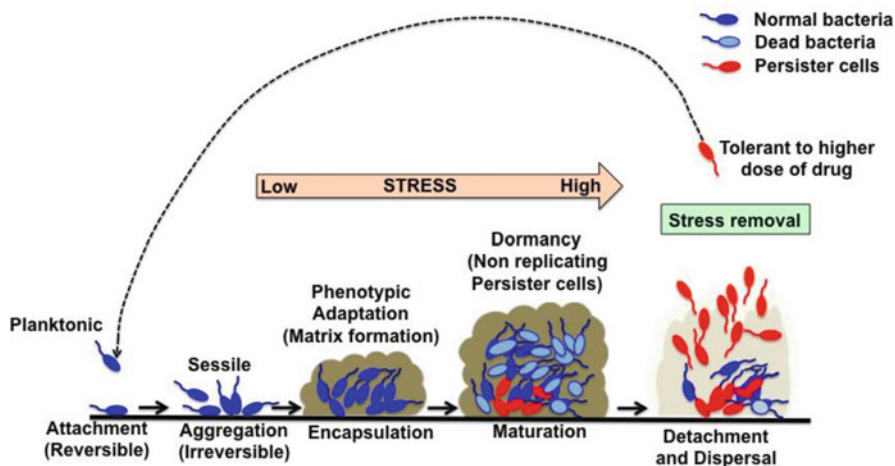 Normal bacteria
Dead bacteria
Persister cells
Tolerant to higher
dose of drug
Low STRESS High
Stress removal
Dormancy
(Non replicating
Persister cells)
Phenotypic
Adaptation
(Matrix formation)
Planktonic
Sessile
Attachment
(Reversible)
Aggregation
(Irreversible)
Encapsulation
Maturation
Detachment
and Dispersal